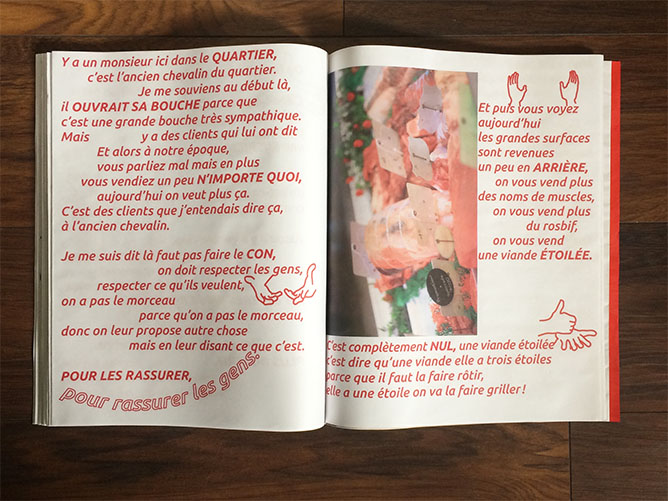 Y a un monsieur ici dans le QUARTIER,
c'est l'ancien chevalin du quartier.
Je me souviens au début là,
il OUVRAIT SA BOUCHE parce que
c'est une grande bouche très sympathique.
Mais y a des clients qui lui ont dit
Et alors à notre époque,
vous parliez mal mais en plus
vous vendiez un peu N'IMPORTE QUOI,
aujourd'hui on veut plus ça.
C'est des clients que j'entendais dire ça,
à l'ancien chevalin.
Je me suis dit là faut pas faire le CON,
on doit respecter les gens,
respecter ce qu'ils veulent,
on a pas le morceau
parce qu'on a pas le morceau,
donc on leur propose autre chose
mais en leur disant ce que c'est.
POUR LES RASSURER,
pour rassurer les gens.
Et puis vous voyez
aujourd'hui
les grandes surfaces
sont revenues
un peu en ARRIÈRE,
on vous vend plus
des noms de muscles,
on vous vend plus
du rosbif,
on vous vend
une viande ÉTOILÉE.
C'est complètement NUL, une viande étoilée
c'est dire qu'une viande elle a trois étoiles
parce que il faut la faire rôtir,
elle a une étoile on va la faire griller !